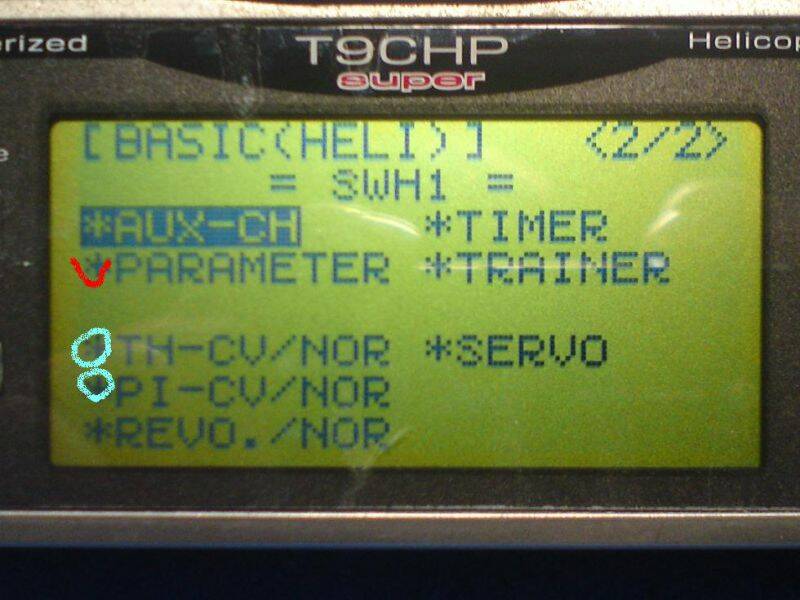 erized T9CHP Helicop
super
[BASIC(HELI)] <2/2>
= SWH1 =
*AUX-CH *TIMER
*PARAMETER *TRAINER
*TH-CV/NOR *SERVO
*PI-CV/NOR
*REVO./NOR